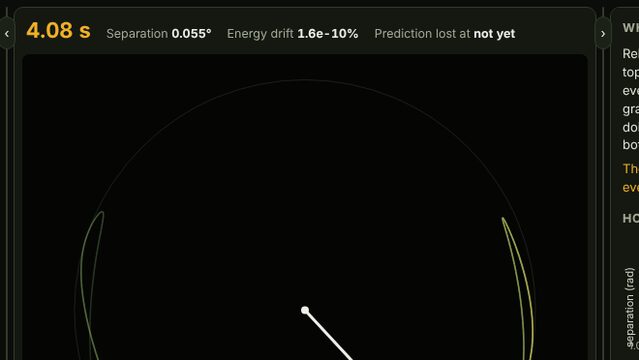 4.08 s Separation 0.055° Energy drift 1.6e-10% Prediction lost at not yet
‹
›
separation (rad)